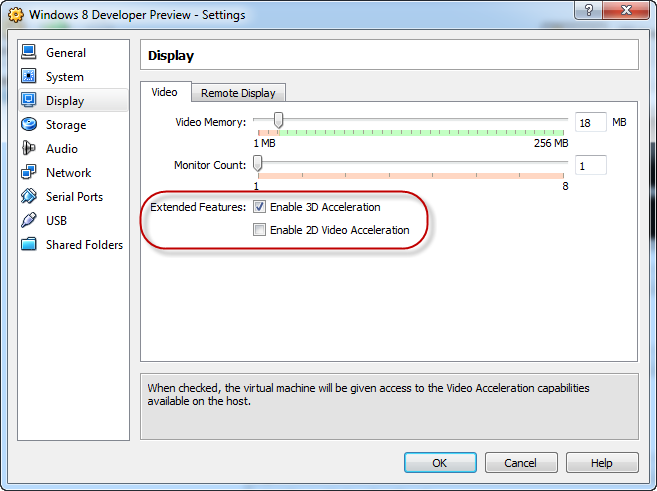 Windows 8 Developer Preview - Settings
?
General
System
Display
Storage
Audio
Network
Serial Ports
USB
Shared Folders
Display
Video
Remote Display
Video Memory:
18 MB
1 MB
256 MB
Monitor Count:
1
1
8
Extended Features:
Enable 3D Acceleration
Enable 2D Video Acceleration
When checked, the virtual machine will be given access to the Video Acceleration capabilities
available on the host.
OK
Cancel
Help